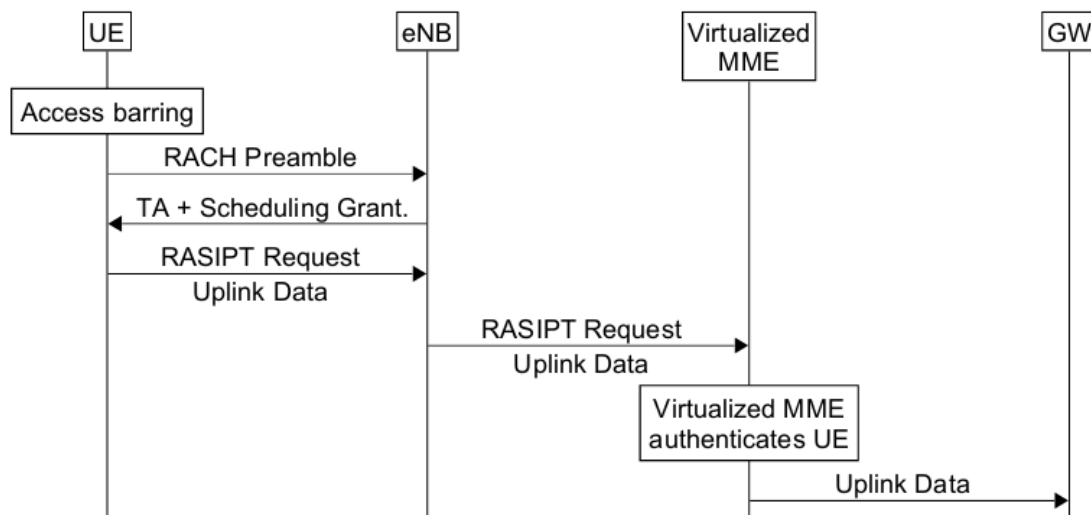 UE
eNB
Virtualized
MME
GW
Access barring
RACH Preamble
TA + Scheduling Grant.
RASIPT Request
Uplink Data
RASIPT Request
Uplink Data
Virtualized MME
authenticates UE
Uplink Data